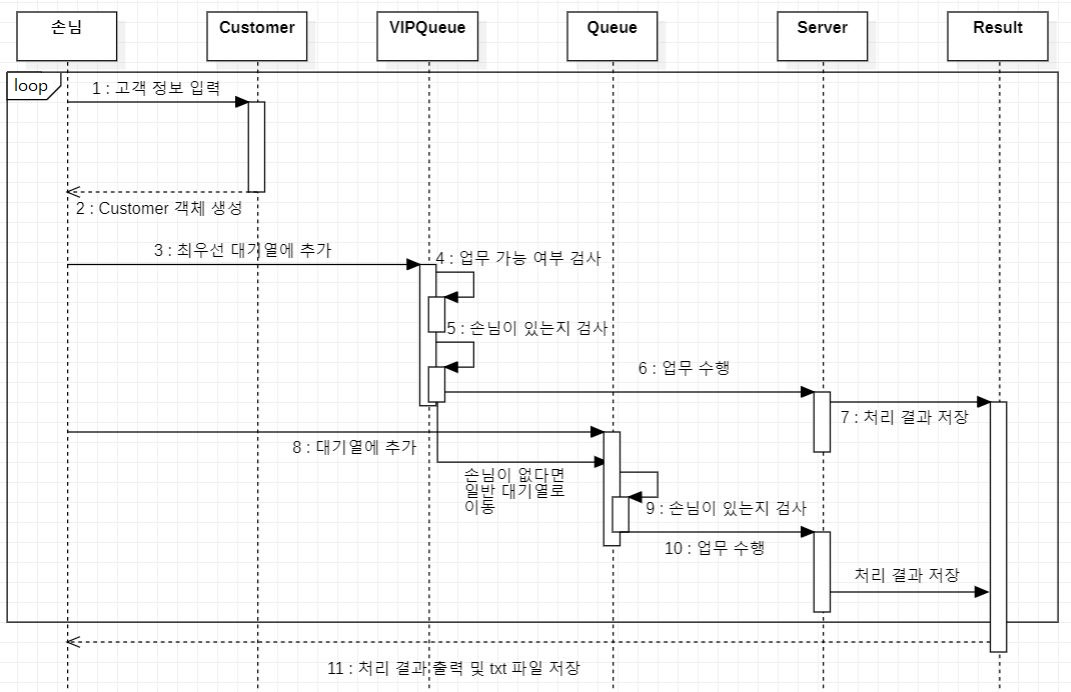 손님
Customer
VIPQueue
Queue
Server
Result
loop
1 : 고객 정보 입력
2 : Customer 객체 생성
3 : 최우선 대기열에 추가
4 : 업무 가능 여부 검사
5 : 손님이 있는지 검사
6 : 업무 수행
7 : 처리 결과 저장
8 : 대기열에 추가
손님이 없다면
일반 대기열로
이동
9 : 손님이 있는지 검사
10 : 업무 수행
처리 결과 저장
11 : 처리 결과 출력 및 txt 파일 저장